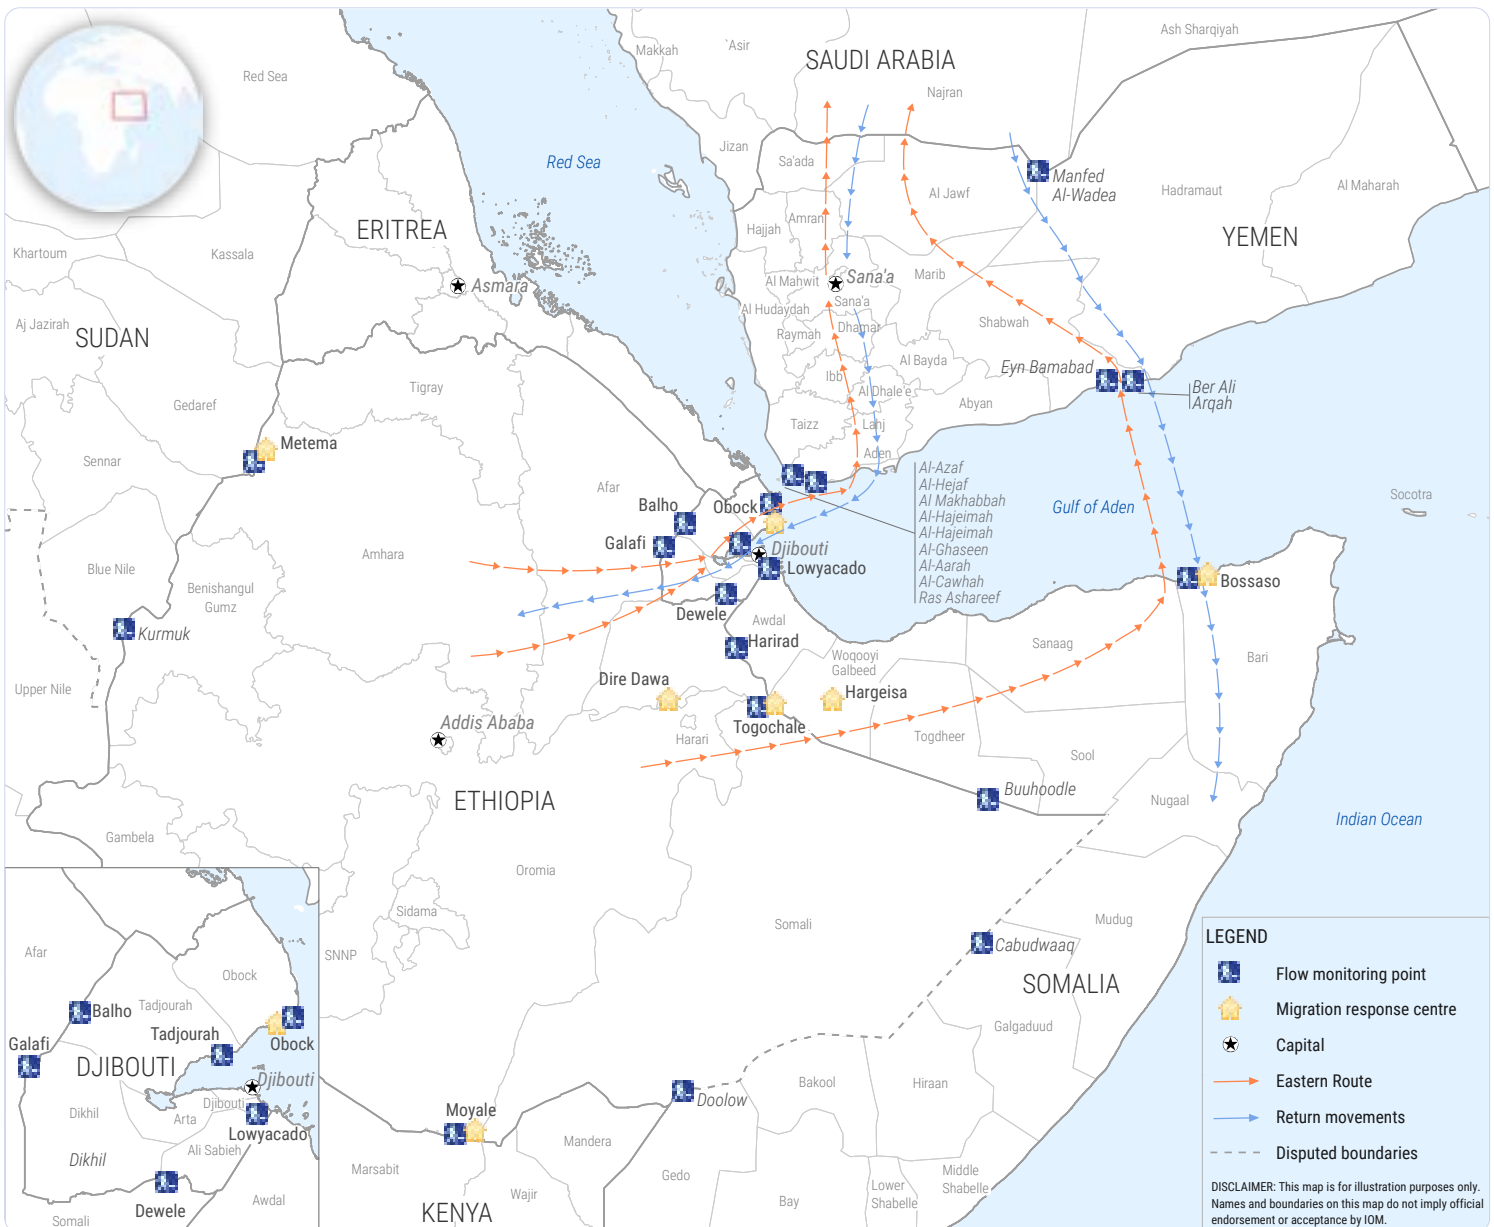 Ash Sharqiyah
Makkah
'Asir
SAUDI ARABIA
Red Sea
Najran
Jizan
Sa'ada
Red Sea
Manfed
Al-Wadea
Al Jawf
Hadramaut
Al Maharah
Amran
Hajjah
ERITREA
YEMEN
Khartoum
Kassala
Asmara
Al Mahwit
Sana'a
Marib
Sana'a
Al Hudaydah
Dhamar
Raymah
Shabwah
Aj Jazirah
SUDAN
Al Bayda
Eyn Bamabad
Ibb
Tigray
Al Dhale'e
Ber Ali
Arqah
Abyan
Gedaref
Taizz
Lahj
Metema
Aden
Sennar
Al-Azaf
Al-Hejaf
Al Makhabbah
Al-Hajeimah
Al-Hajeimah
Al-Ghaseen
Al-Aarah
Al-Cawhah
Ras Ashareef
Afar
Balho
Obock
Gulf of Aden
Socotra
Galafi
Djibouti
Amhara
Lowyacado
Blue Nile
Benishangul
Gumz
Bossaso
Dewele
Awdal
Kurmuk
Harirad
Sanaag
Woqooyi
Galbeed
Bari
Upper Nile
Dire Dawa
Hargeisa
Addis Ababa
Togochale
Harari
Togdheer
Sool
Buuhoodle
ETHIOPIA
Nugaal
Indian Ocean
Gambela
Oromia
Sidama
Somali
Mudug
SNNP
Cabudwaaq
SOMALIA
Galgaduud
Bakool
Hiraan
Doolow
Moyale
Mandera
Marsabit
Gedo
Middle
Shabelle
Wajir
Bay
Lower
Shabelle
KENYA
Afar
Obock
Balho
Tadjourah
Tadjourah
Galafi
Obock
DJIBOUTI
Djibouti
Dikhil
Djibouti
Arta
Lowyacado
Ali Sabieh
Dikhil
Awdal
Dewele
Somali
LEGEND
Flow monitoring point
Migration response centre
Capital
Eastern Route
Return movements
Disputed boundaries
DISCLAIMER: This map is for illustration purposes only.
Names and boundaries on this map do not imply official
endorsement or acceptance by IOM.